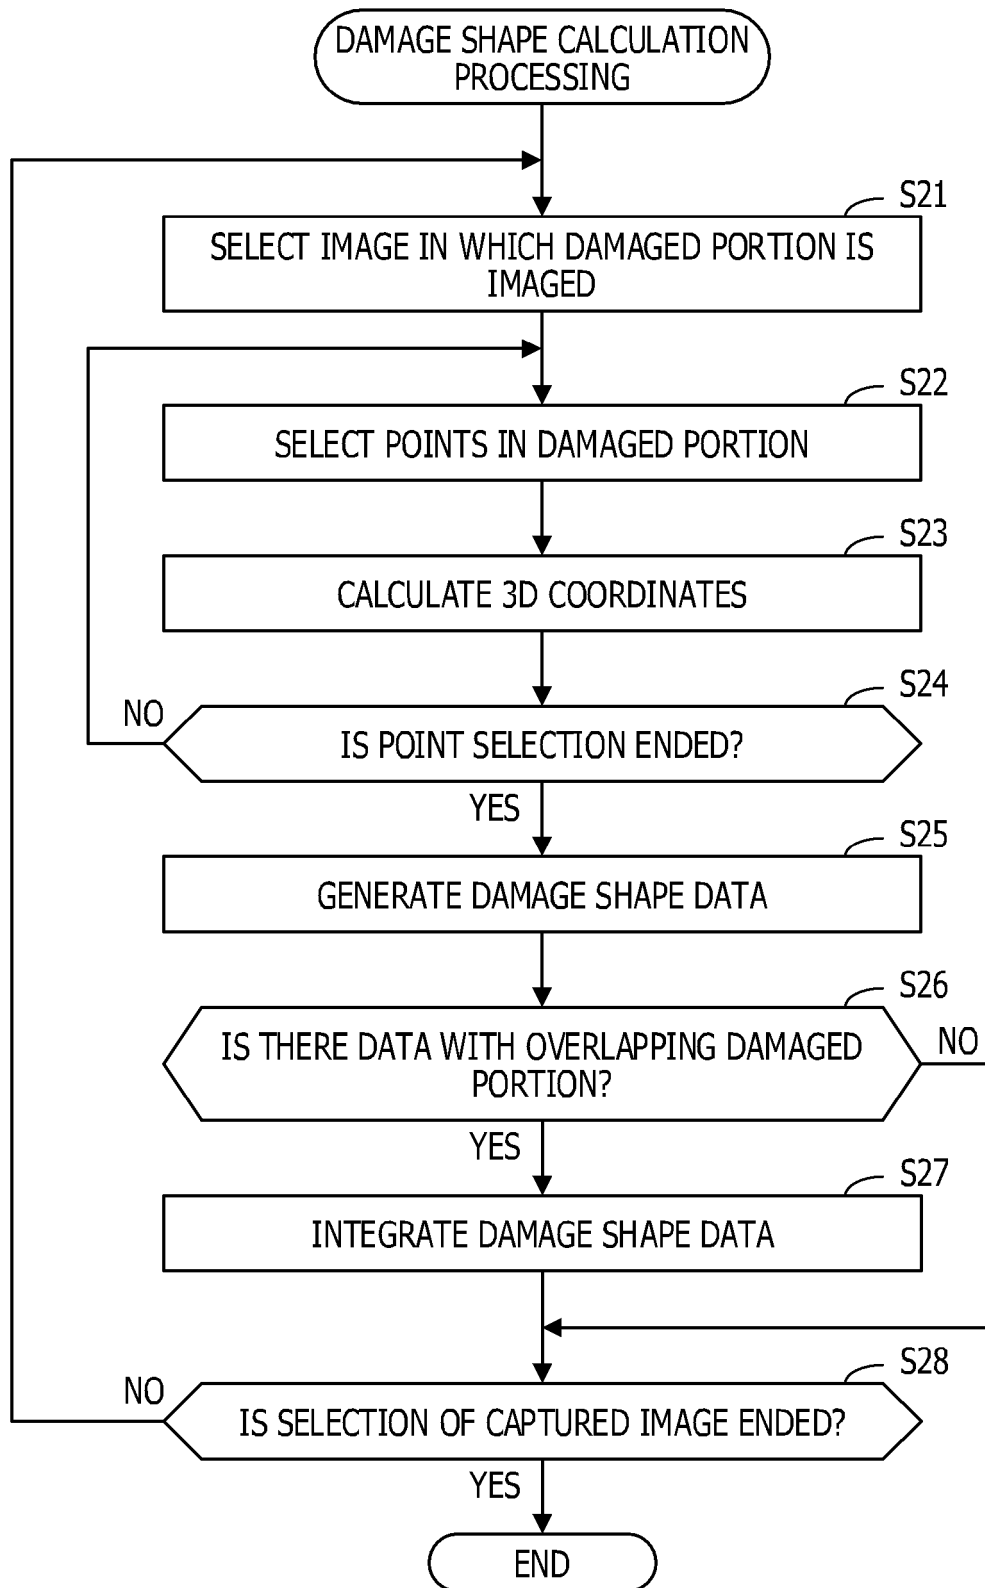 DAMAGE SHAPE CALCULATION
PROCESSING
S21
SELECT IMAGE IN WHICH DAMAGED PORTION IS
IMAGED
S22
SELECT POINTS IN DAMAGED PORTION
S23
CALCULATE 3D COORDINATES
S24
NO
IS POINT SELECTION ENDED?
YES
S25
GENERATE DAMAGE SHAPE DATA
S26
IS THERE DATA WITH OVERLAPPING DAMAGED
PORTION?
NO
YES
S27
INTEGRATE DAMAGE SHAPE DATA
S28
NO
IS SELECTION OF CAPTURED IMAGE ENDED?
YES
END